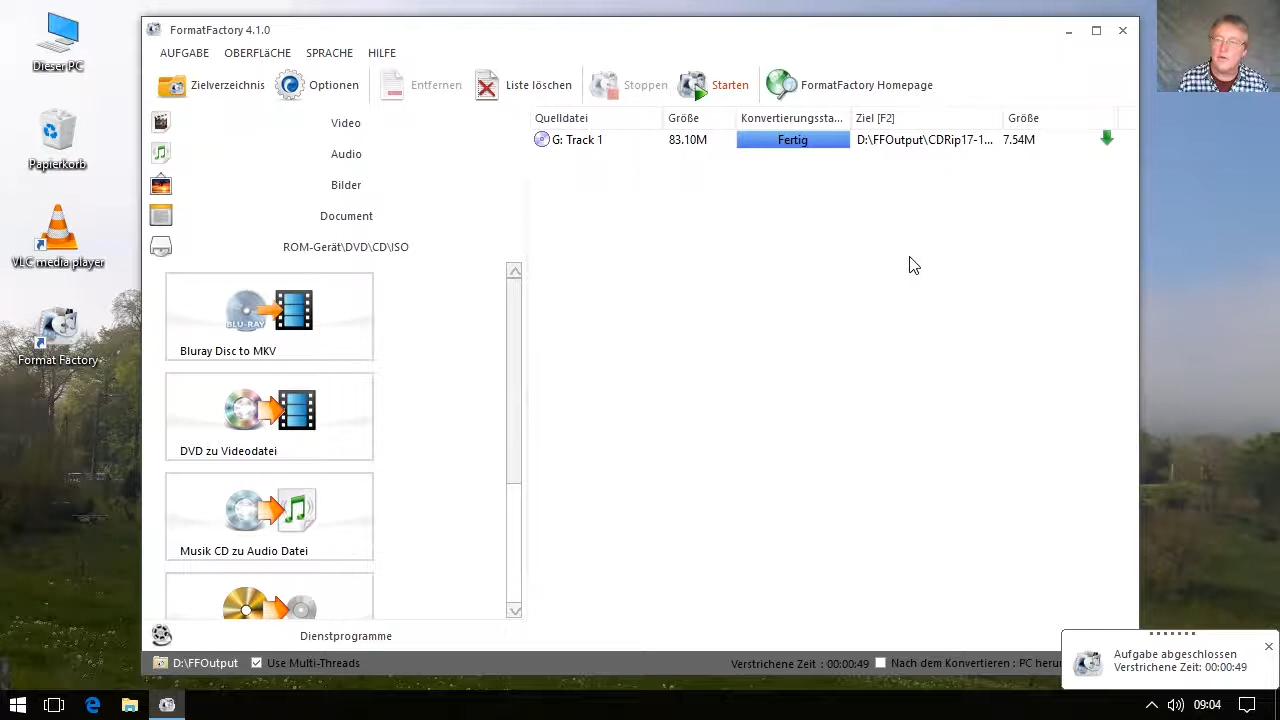 Dieser PC
Papierkorb
VLC media player
Format Factory
FormatFactory 4.1.0
AUFGABE OBERFLäCHE SPRACHE HILFE
Zielverzeichnis Optionen Entfernen Liste löschen Stoppen Starten FormatFactory Homepage
Video
Audio
Bilder
Document
ROM-Gerät\DVD\CD\ISO
BLU-RAY
Bluray Disc to MKV
DVD zu Videodatei
Musik CD zu Audio Datei
Dienstprogramme
Quelldatei Größe Konvertierungssta... Ziel [F2] Größe
G: Track 1 83.10M Fertig D:\FFOutput\CDRip17-1... 7.54M
D:\FFOutput Use Multi-Threads Verstrichene Zeit : 00:00:49 Nach dem Konvertieren : PC heru
Aufgabe abgeschlossen
Verstrichene Zeit: 00:00:49
09:04